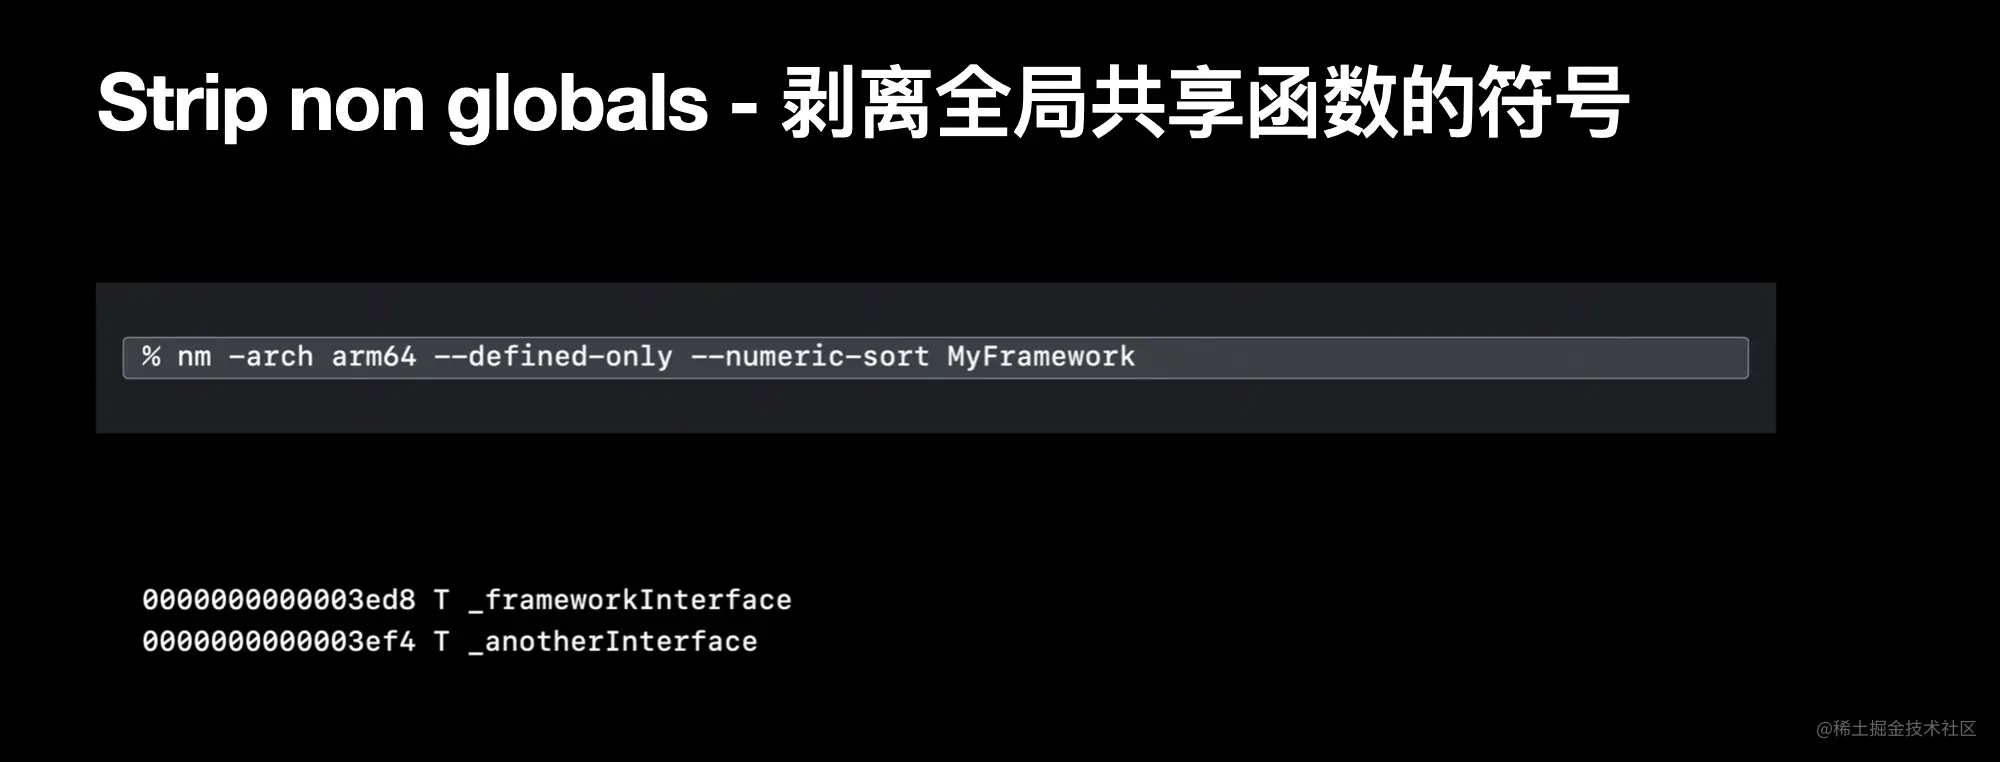 Strip non globals - 剥离全局共享函数的符号
% nm -arch arm64 --defined-only --numeric-sort MyFramework
0000000000003ed8 T _frameworkInterface
0000000000003ef4 T _anotherInterface
@稀土掘金技术社区